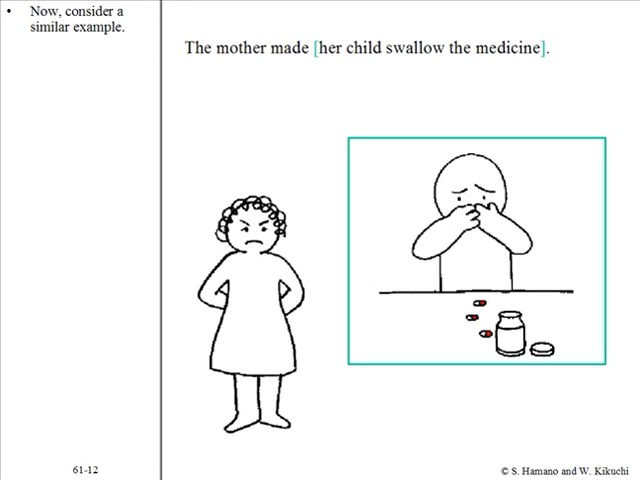 • Now, consider a
similar example.
The mother made [her child swallow the medicine].
61-12
© S. Hamano and W. Kikuchi